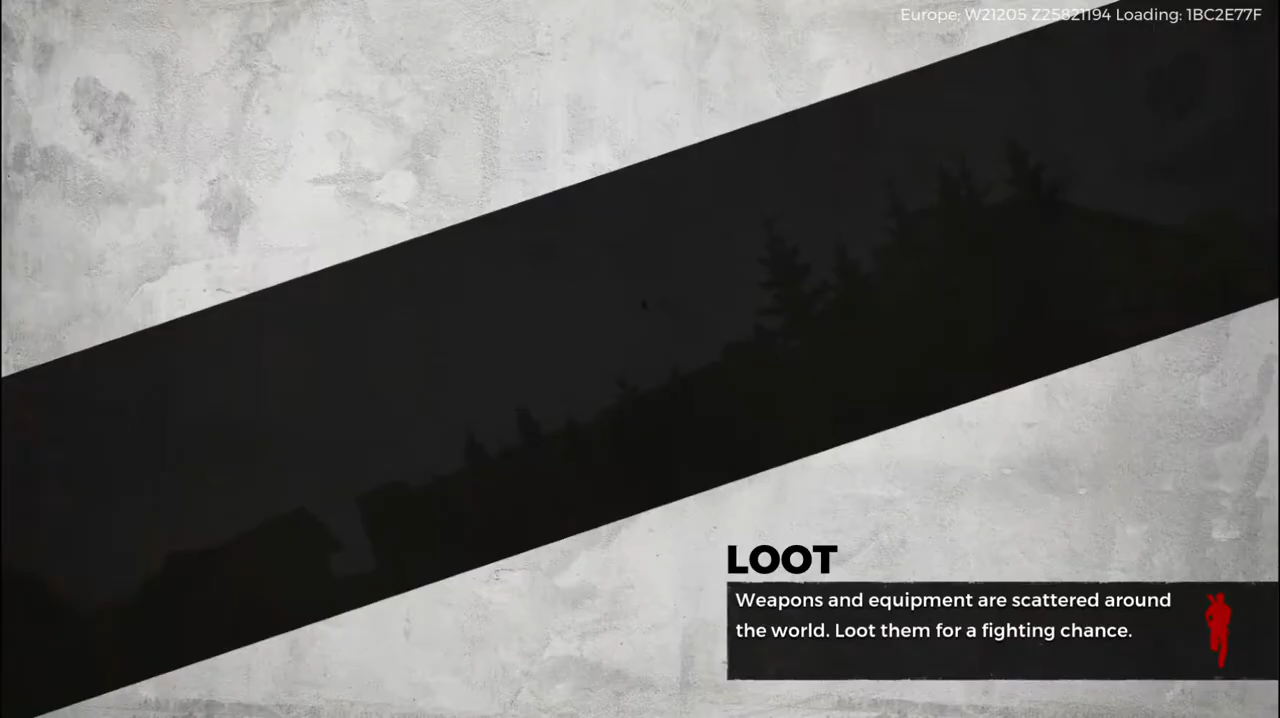 Europe: W21205 Z25821194 Loading: 1BC2E77F
LOOT
Weapons and equipment are scattered around
the world. Loot them for a fighting chance.